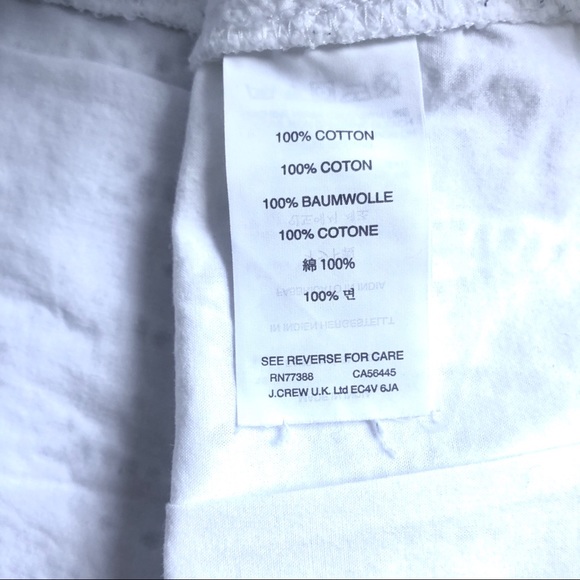 100% COTTON
100% COTON
100% BAUMWOLLE
100% COTONE
綿 100%
100% 면
SEE REVERSE FOR CARE
RN77388 CA56445
J.CREW U.K. Ltd EC4V 6JA